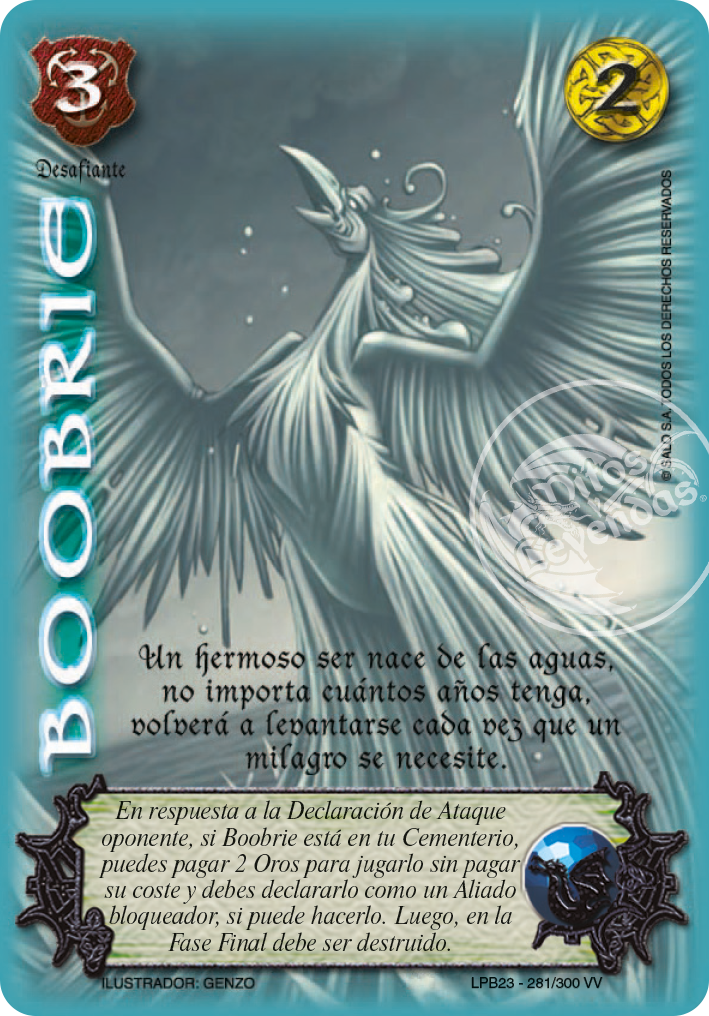 3
2
Desafiante
BOOBRIE
© SALO S.A. TODOS LOS DERECHOS RESERVADOS
Mitos y Leyendas®
Un hermoso ser nace de las aguas,
no importa cuántos años tenga,
volverá a levantarse cada vez que un
milagro se necesite.
En respuesta a la Declaración de Ataque
oponente, si Boobrie está en tu Cementerio,
puedes pagar 2 Oros para jugarlo sin pagar
su coste y debes declararlo como un Aliado
bloqueador, si puede hacerlo. Luego, en la
Fase Final debe ser destruido.
ILUSTRADOR: GENZO
LPB23 - 281/300 VV